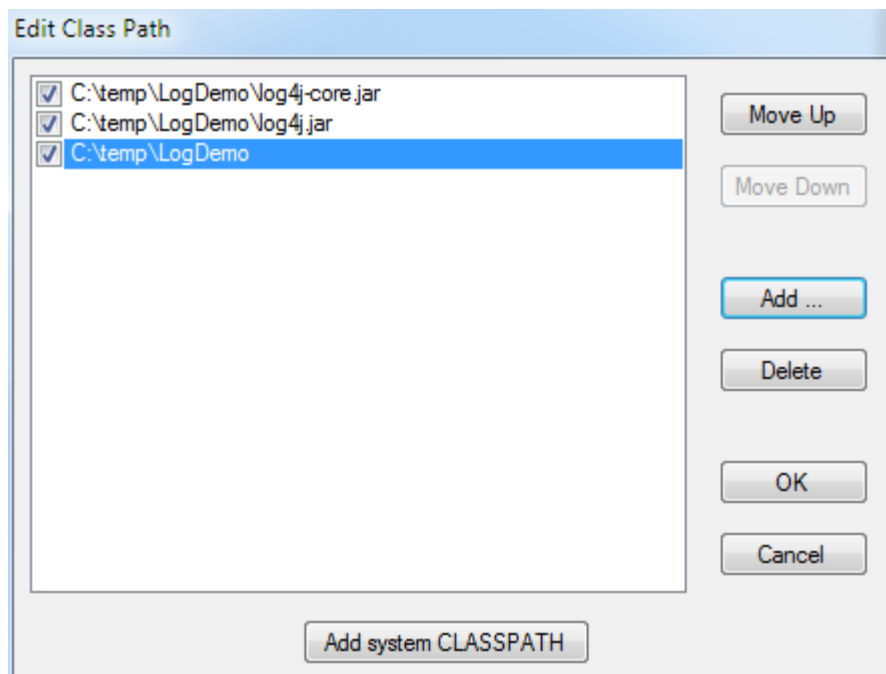 Edit Class Path
C:\temp\LogDemo\log4j-core.jar
C:\temp\LogDemo\log4j.jar
C:\temp\LogDemo
Move Up
Move Down
Add ...
Delete
OK
Cancel
Add system CLASSPATH